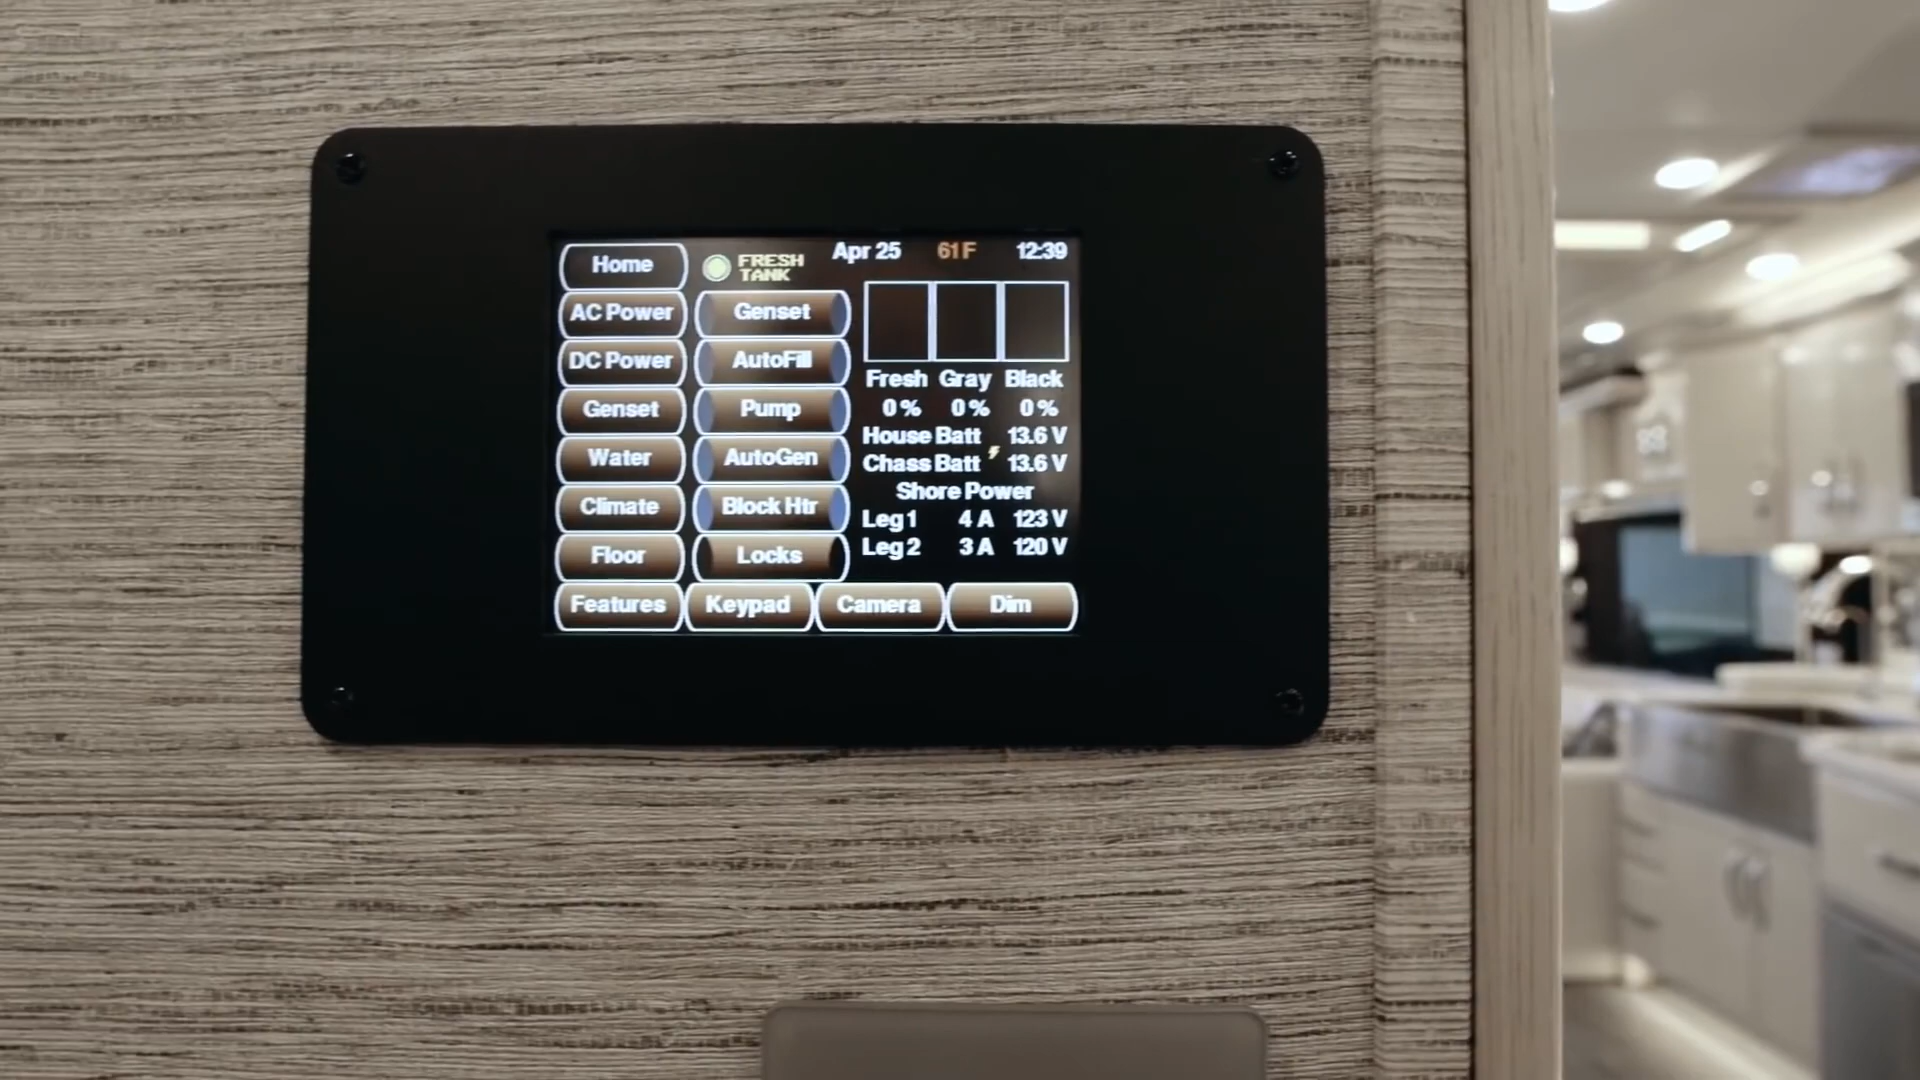 Home
FRESH TANK
Apr 25 61F 12:39
AC Power
Genset
DC Power
AutoFill
Genset
Pump
Water
AutoGen
Climate
Block Htr
Floor
Locks
Fresh Gray Black
0 % 0 % 0 %
House Batt 13.6 V
Chass Batt 13.6 V
Shore Power
Leg 1 4 A 123 V
Leg 2 3 A 120 V
Features Keypad Camera Dim